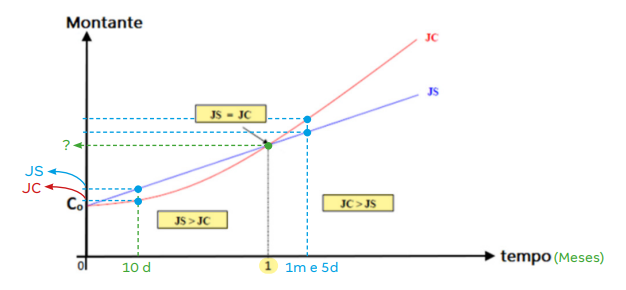 Montante
JC
JS
JS = JC
?
JS
JC
C₀
JS > JC
JC > JS
tempo (Meses)
0
10 d
1
1m e 5d